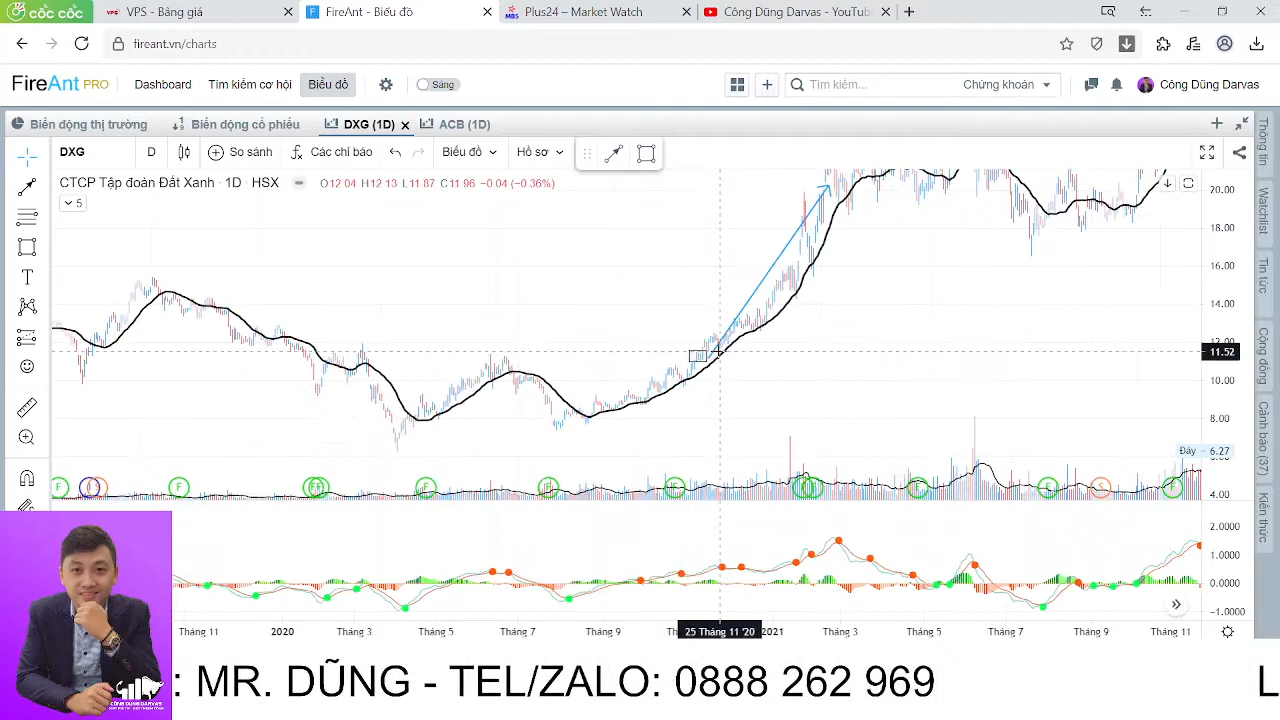 cốc cốc
VPS - Bảng giá
FireAnt - Biểu đồ
Plus24 – Market Watch
Công Dũng Darvas - YouTube
fireant.vn/charts
FireAnt PRO
Dashboard
Tìm kiếm cơ hội
Biểu đồ
Sáng
Tìm kiếm...
Chứng khoán
Công Dũng Darvas
Biến động thị trường
Biến động cổ phiếu
DXG (1D)
ACB (1D)
DXG
D
So sánh
Các chỉ báo
Biểu đồ
Hồ sơ
CTCP Tập đoàn Đất Xanh · 1D · HSX
O12.04 H12.13 L11.87 C11.96 −0.04 (−0.36%)
5
20.00
18.00
16.00
14.00
12.00
11.52
10.00
8.00
Đáy – 6.27
4.00
2.0000
1.0000
0.0000
−1.0000
Tháng 11
2020
Tháng 3
Tháng 5
Tháng 7
Tháng 9
25 Tháng 11 '20
2021
Tháng 3
Tháng 5
Tháng 7
Tháng 9
Tháng 11
Thông tin
Watchlist
Tin tức
Cộng đồng
Cảnh báo (37)
Kiến thức
CÔNG DŨNG DARVAS
: MR. DŨNG - TEL/ZALO: 0888 262 969
L